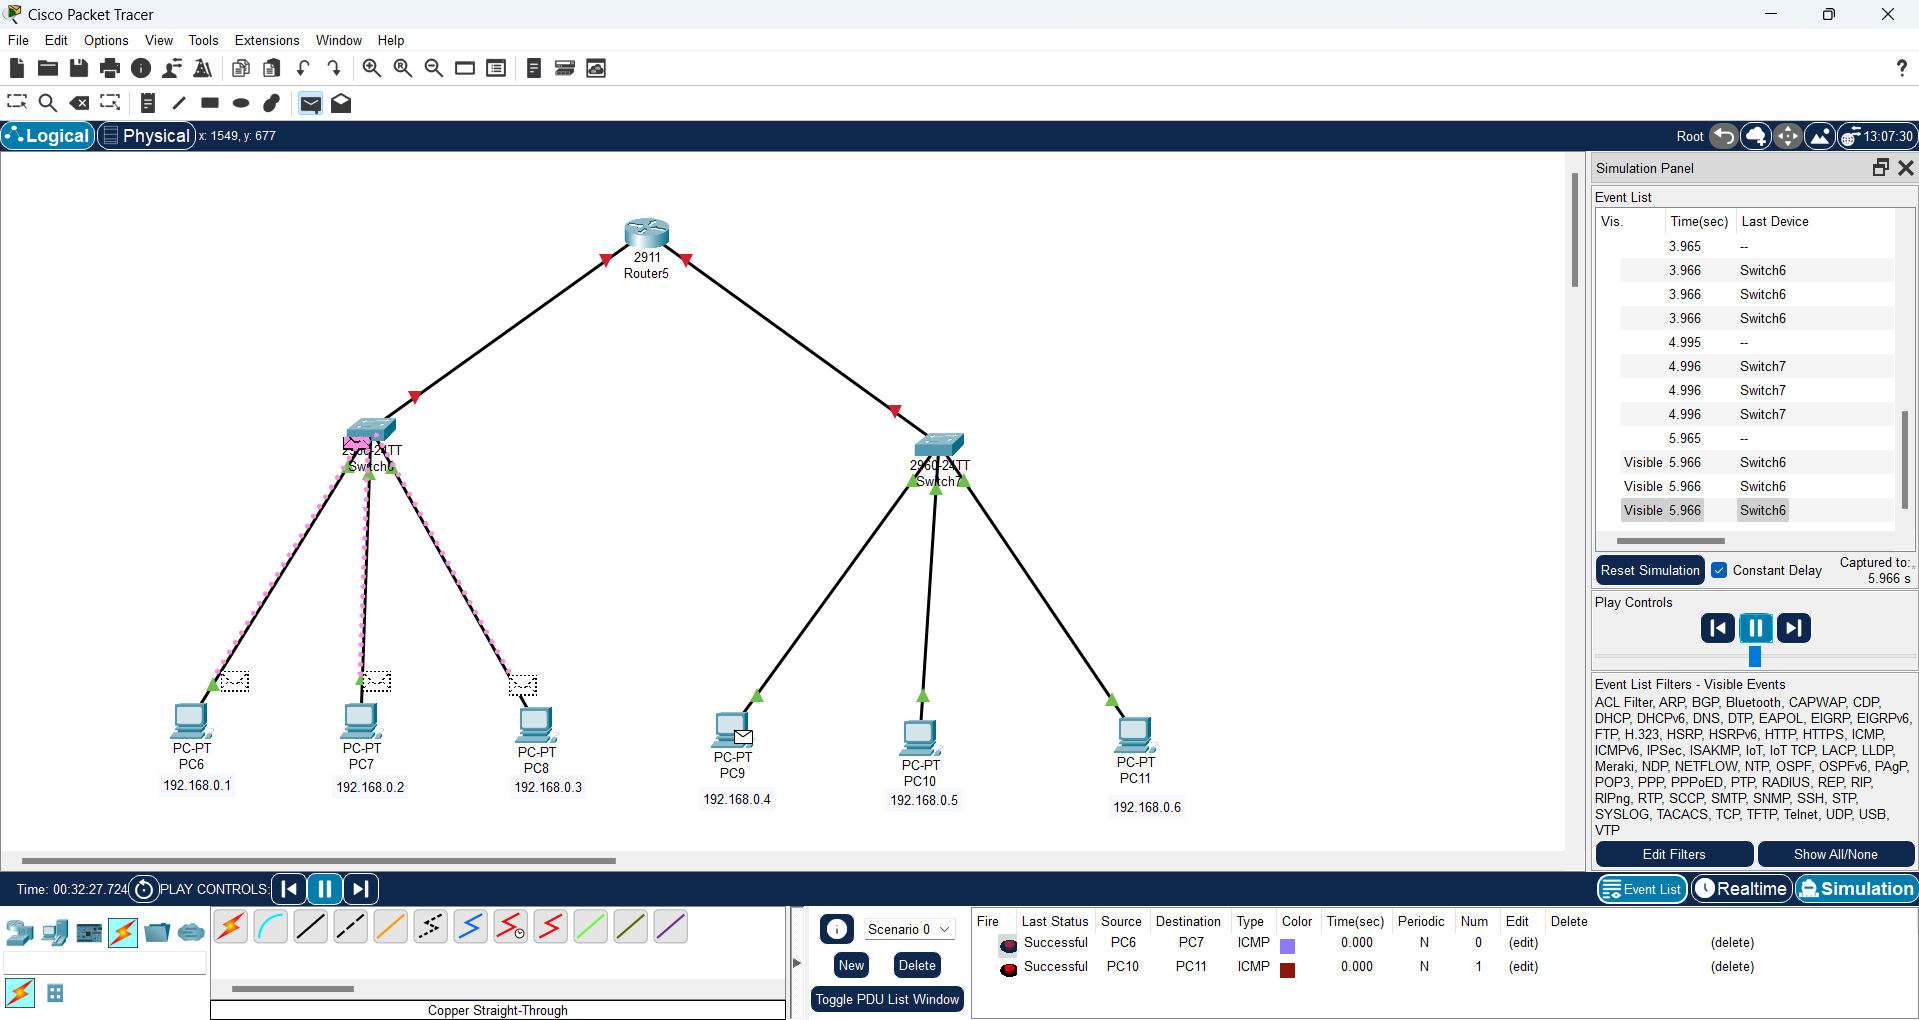 Cisco Packet Tracer
File Edit Options View Tools Extensions Window Help
?
Logical Physical x: 1549, y: 677 Root 13:07:30
2911
Router5
2960-24TT
Switch6
2960-24TT
Switch7
PC-PT
PC6
192.168.0.1
PC-PT
PC7
192.168.0.2
PC-PT
PC8
192.168.0.3
PC-PT
PC9
192.168.0.4
PC-PT
PC10
192.168.0.5
PC-PT
PC11
192.168.0.6
Simulation Panel
Event List
Vis. Time(sec) Last Device
3.965 --
3.966 Switch6
3.966 Switch6
3.966 Switch6
4.995 --
4.996 Switch7
4.996 Switch7
4.996 Switch7
5.965 --
Visible 5.966 Switch6
Visible 5.966 Switch6
Visible 5.966 Switch6
Reset Simulation Constant Delay Captured to:
5.966 s
Play Controls
Event List Filters - Visible Events
ACL Filter, ARP, BGP, Bluetooth, CAPWAP, CDP,
DHCP, DHCPv6, DNS, DTP, EAPOL, EIGRP, EIGRPv6,
FTP, H.323, HSRP, HSRPv6, HTTP, HTTPS, ICMP,
ICMPv6, IPSec, ISAKMP, IoT, IoT TCP, LACP, LLDP,
Meraki, NDP, NETFLOW, NTP, OSPF, OSPFv6, PAgP,
POP3, PPP, PPPoED, PTP, RADIUS, REP, RIP,
RIPng, RTP, SCCP, SMTP, SNMP, SSH, STP,
SYSLOG, TACACS, TCP, TFTP, Telnet, UDP, USB,
VTP
Edit Filters Show All/None
Time: 00:32:27.724 PLAY CONTROLS: Event List Realtime Simulation
Copper Straight-Through
Scenario 0
New Delete
Toggle PDU List Window
Fire Last Status Source Destination Type Color Time(sec) Periodic Num Edit Delete
Successful PC6 PC7 ICMP 0.000 N 0 (edit) (delete)
Successful PC10 PC11 ICMP 0.000 N 1 (edit) (delete)